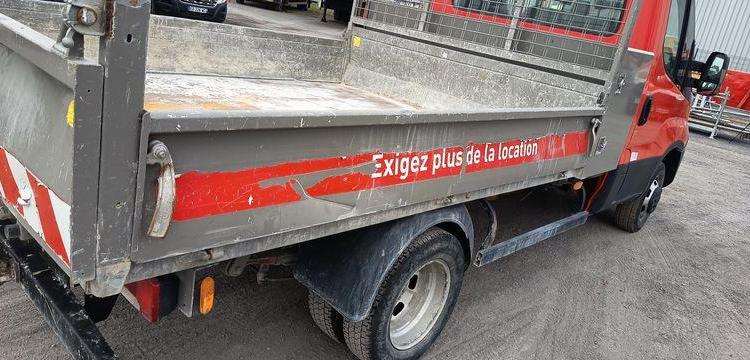 Exigez plus de la location